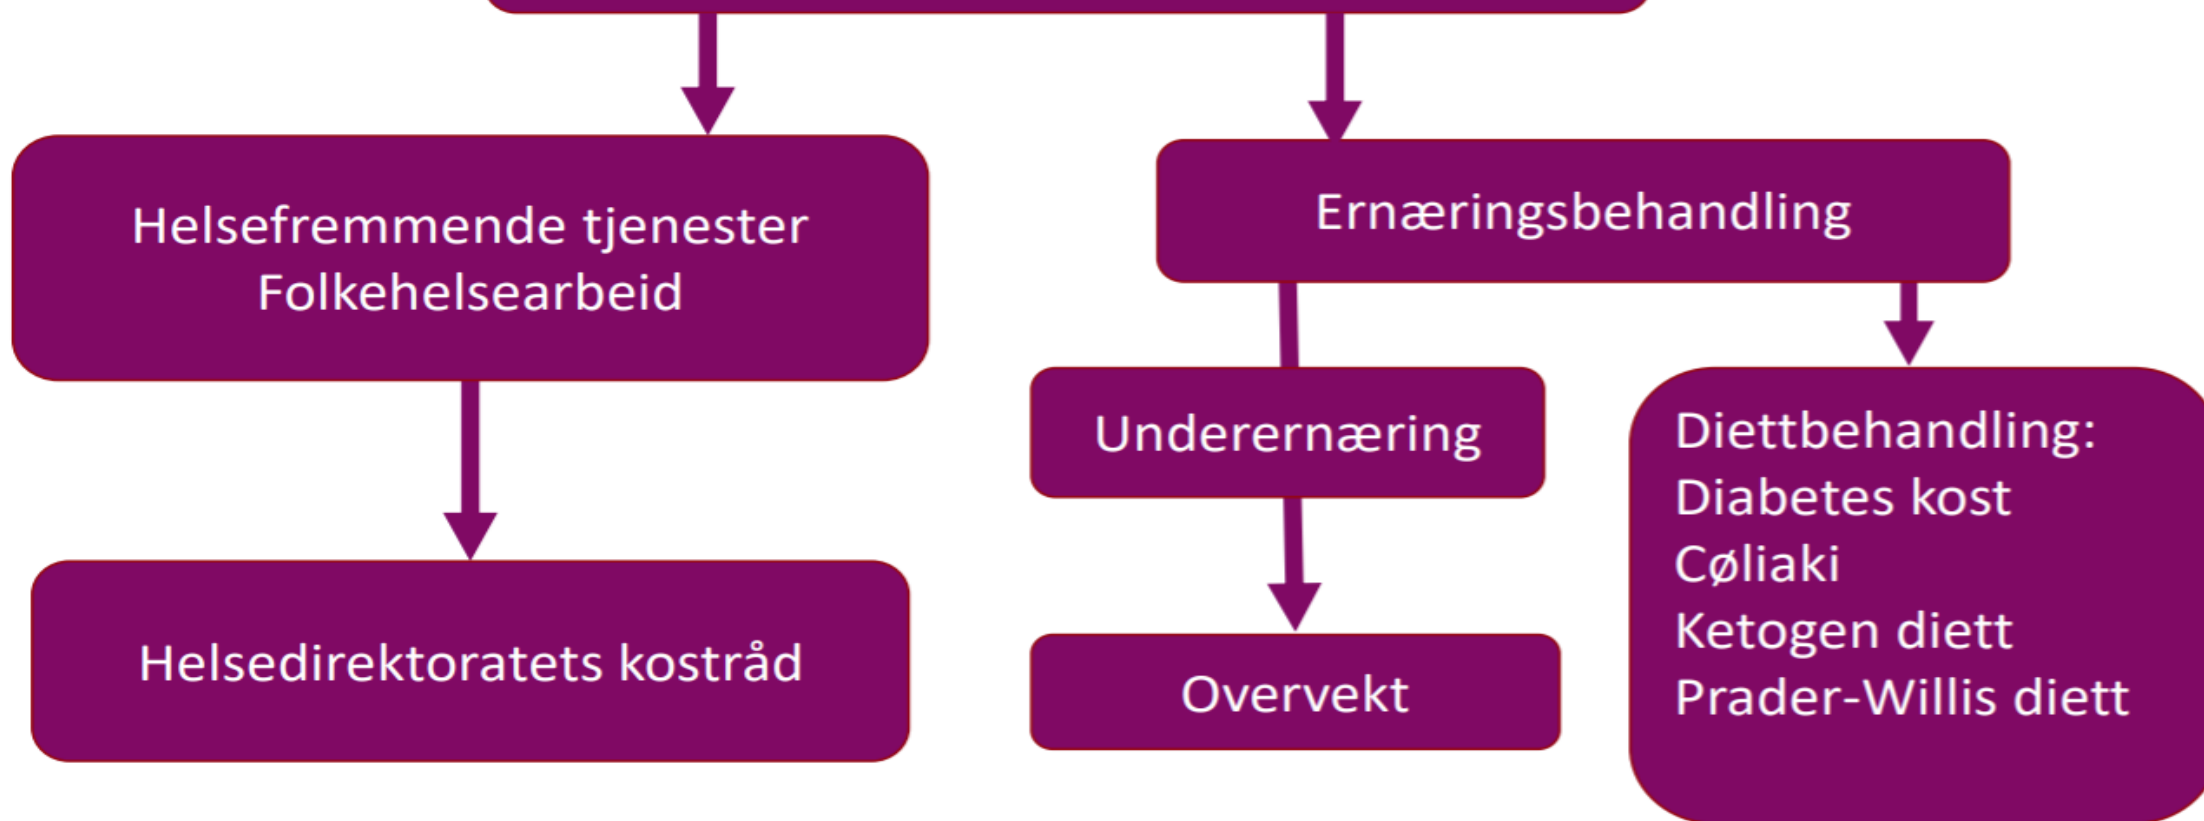 Helsefremmende tjenester
Folkehelsearbeid
Ernæringsbehandling
Underernæring
Diettbehandling:
Diabetes kost
Cøliaki
Ketogen diett
Prader-Willis diett
Helsedirektoratets kostråd
Overvekt